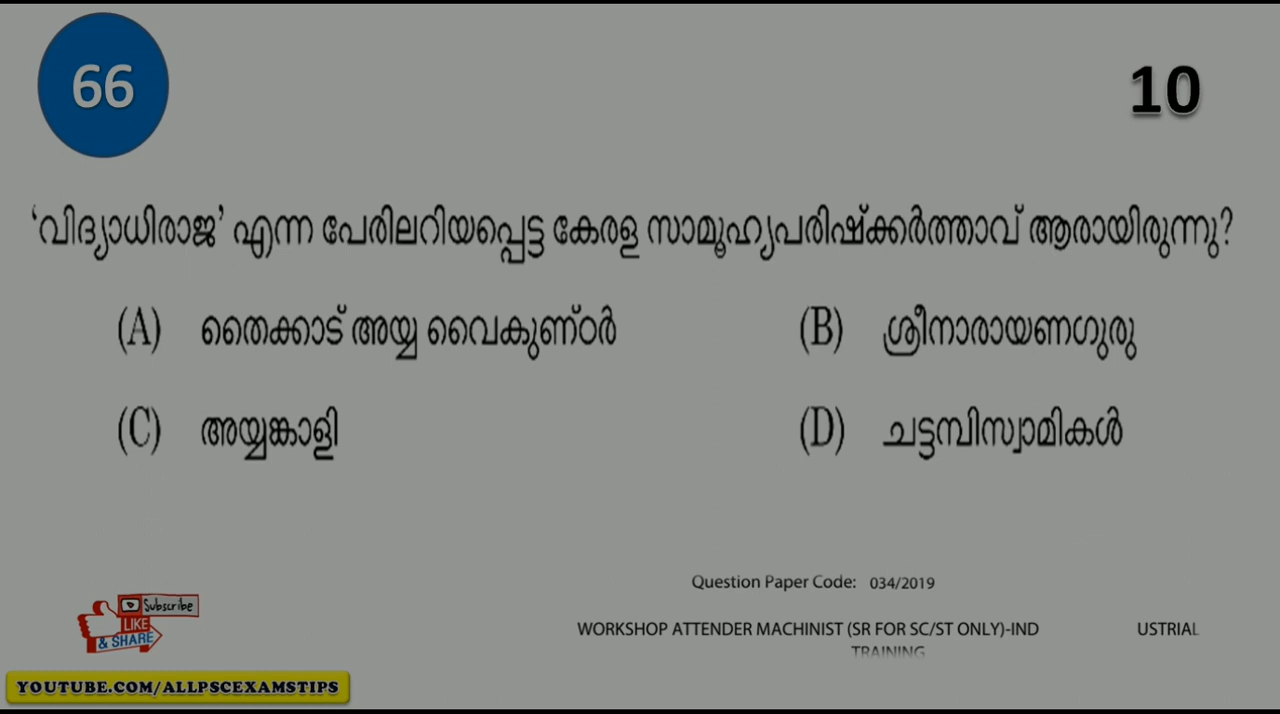 66
10
‘വിദ്യാധിരാജ’ എന്ന പേരിലറിയപ്പെട്ട കേരള സാമൂഹ്യപരിഷ്ക്കർത്താവ് ആരായിരുന്നു?
(A) തൈക്കാട് അയ്യ വൈകുണ്ഠർ
(B) ശ്രീനാരായണഗുരു
(C) അയ്യങ്കാളി
(D) ചട്ടമ്പിസ്വാമികൾ
Question Paper Code: 034/2019
WORKSHOP ATTENDER MACHINIST (SR FOR SC/ST ONLY)-IND USTRIAL
TRAINING
Subscribe
LIKE
& SHARE
YOUTUBE.COM/ALLPSCEXAMSTIPS